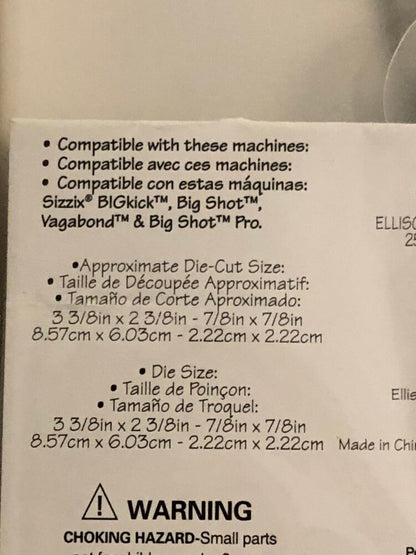 • Compatible with these machines:
• Compatible avec ces machines:
• Compatible con estas máquinas:
Sizzix® BIGkick™, Big Shot™,
Vagabond™ & Big Shot™ Pro.
•Approximate Die-Cut Size:
• Taille de Découpée Approximatif:
• Tamaño de Corte Aproximado:
3 3/8in x 2 3/8in - 7/8in x 7/8in
8.57cm x 6.03cm - 2.22cm x 2.22cm
• Die Size:
• Taille de Poinçon:
• Tamaño de Troquel:
3 3/8in x 2 3/8in - 7/8in x 7/8in
8.57cm x 6.03cm - 2.22cm x 2.22cm
⚠ WARNING
CHOKING HAZARD-Small parts
ELLISO
25
Ellis
Made in Chin